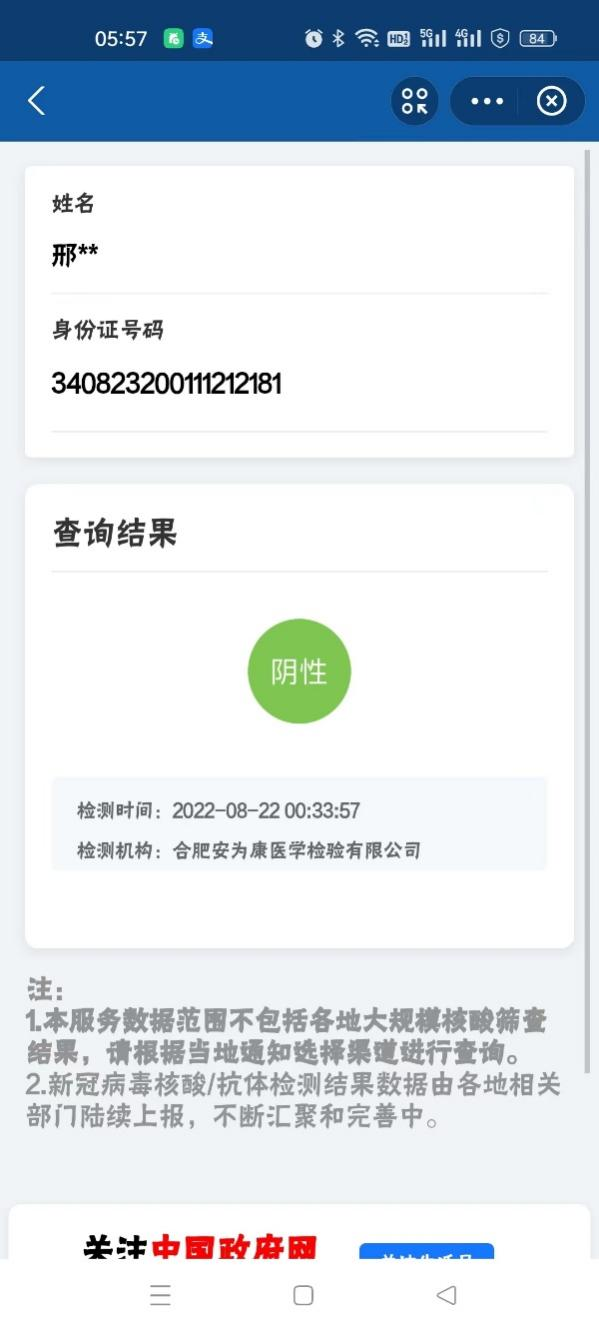 05:57
HD 5G 4G 84
姓名
邢**
身份证号码
340823200111212181
查询结果
阴性
检测时间：2022-08-22 00:33:57
检测机构：合肥安为康医学检验有限公司
注：
1.本服务数据范围不包括各地大规模核酸筛查
结果，请根据当地通知选择渠道进行查询。
2.新冠病毒核酸/抗体检测结果数据由各地相关
部门陆续上报，不断汇聚和完善中。
关注中国政府网